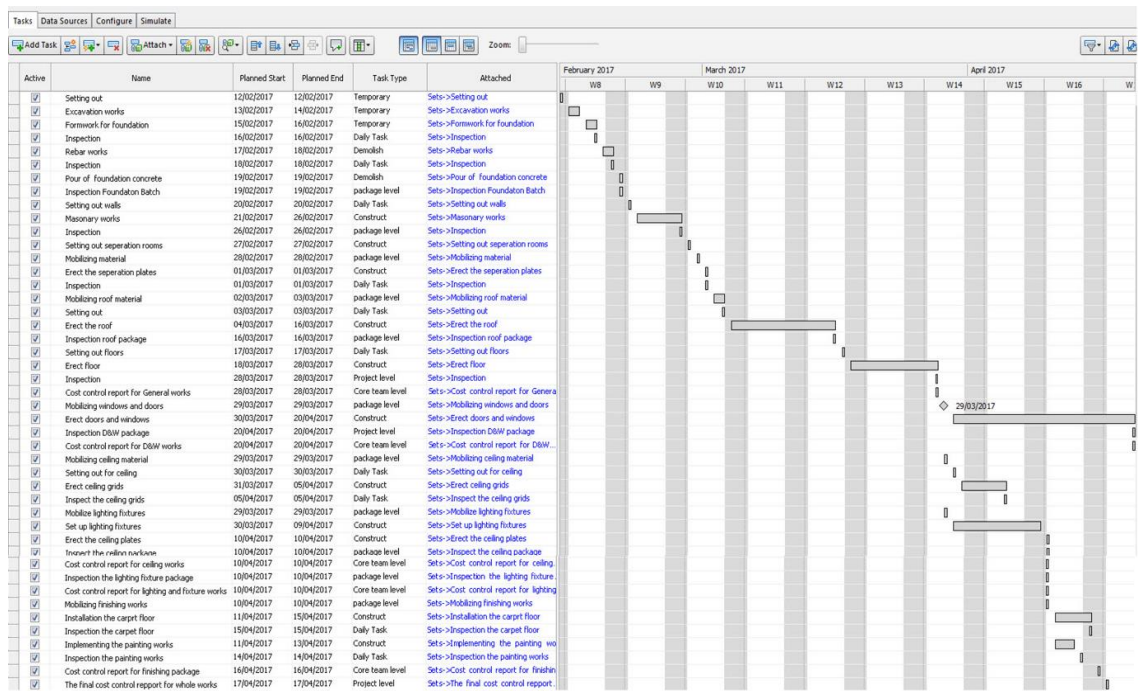 Tasks Data Sources Configure Simulate
Add Task Attach Zoom:
Active Name Planned Start Planned End Task Type Attached February 2017 March 2017 April 2017
W8 W9 W10 W11 W12 W13 W14 W15 W16 W
Setting out 12/02/2017 12/02/2017 Temporary Sets->Setting out
Excavation works 13/02/2017 14/02/2017 Temporary Sets->Excavation works
Formwork for foundation 15/02/2017 16/02/2017 Temporary Sets->Formwork for foundation
Inspection 16/02/2017 16/02/2017 Daily Task Sets->Inspection
Rebar works 17/02/2017 18/02/2017 Demolish Sets->Rebar works
Inspection 18/02/2017 18/02/2017 Daily Task Sets->Inspection
Pour of foundation concrete 19/02/2017 19/02/2017 Demolish Sets->Pour of foundation concrete
Inspection Foundaton Batch 19/02/2017 19/02/2017 package level Sets->Inspection Foundaton Batch
Setting out walls 20/02/2017 20/02/2017 Daily Task Sets->Setting out walls
Masonary works 21/02/2017 26/02/2017 Construct Sets->Masonary works
Inspection 26/02/2017 26/02/2017 package level Sets->Inspection
Setting out seperation rooms 27/02/2017 27/02/2017 Construct Sets->Setting out seperation rooms
Mobilizing material 28/02/2017 28/02/2017 package level Sets->Mobilizing material
Erect the seperation plates 01/03/2017 01/03/2017 Construct Sets->Erect the seperation plates
Inspection 01/03/2017 01/03/2017 Daily Task Sets->Inspection
Mobilizing roof material 02/03/2017 03/03/2017 package level Sets->Mobilizing roof material
Setting out 03/03/2017 03/03/2017 Daily Task Sets->Setting out
Erect the roof 04/03/2017 16/03/2017 Construct Sets->Erect the roof
Inspection roof package 16/03/2017 16/03/2017 package level Sets->Inspection roof package
Setting out floors 17/03/2017 17/03/2017 Daily Task Sets->Setting out floors
Erect floor 18/03/2017 28/03/2017 Construct Sets->Erect floor
Inspection 28/03/2017 28/03/2017 Project level Sets->Inspection
Cost control report for General works 28/03/2017 28/03/2017 Core team level Sets->Cost control report for Genera
Mobilizing windows and doors 29/03/2017 29/03/2017 package level Sets->Mobilizing windows and doors 29/03/2017
Erect doors and windows 30/03/2017 20/04/2017 Construct Sets->Erect doors and windows
Inspection D&W package 20/04/2017 20/04/2017 Project level Sets->Inspection D&W package
Cost control report for D&W works 20/04/2017 20/04/2017 Core team level Sets->Cost control report for D&W...
Mobilizing ceiling material 29/03/2017 29/03/2017 package level Sets->Mobilizing ceiling material
Setting out for ceiling 30/03/2017 30/03/2017 Daily Task Sets->Setting out for ceiling
Erect ceiling grids 31/03/2017 05/04/2017 Construct Sets->Erect ceiling grids
Inspect the ceiling grids 05/04/2017 05/04/2017 Daily Task Sets->Inspect the ceiling grids
Mobilize lighting fixtures 29/03/2017 29/03/2017 package level Sets->Mobilize lighting fixtures
Set up lighting fixtures 30/03/2017 09/04/2017 Construct Sets->Set up lighting fixtures
Erect the ceiling plates 10/04/2017 10/04/2017 Construct Sets->Erect the ceiling plates
Inspect the ceiling package 10/04/2017 10/04/2017 package level Sets->Inspect the ceiling package
Cost control report for ceiling works 10/04/2017 10/04/2017 Core team level Sets->Cost control report for ceiling.
Inspection the lighting fixture package 10/04/2017 10/04/2017 package level Sets->Inspection the lighting fixture.
Cost control report for lighting and fixture works 10/04/2017 10/04/2017 Core team level Sets->Cost control report for lighting
Mobilizing finishing works 10/04/2017 10/04/2017 package level Sets->Mobilizing finishing works
Installation the carprt floor 11/04/2017 15/04/2017 Construct Sets->Installation the carprt floor
Inspection the carpet floor 15/04/2017 15/04/2017 Daily Task Sets->Inspection the carpet floor
Implementing the painting works 11/04/2017 13/04/2017 Construct Sets->Implementing the painting wo
Inspection the painting works 14/04/2017 14/04/2017 Daily Task Sets->Inspection the painting works
Cost control report for finishing package 16/04/2017 16/04/2017 Core team level Sets->Cost control report for finishin
The final cost control repport for whole works 17/04/2017 17/04/2017 Project level Sets->The final cost control repport.